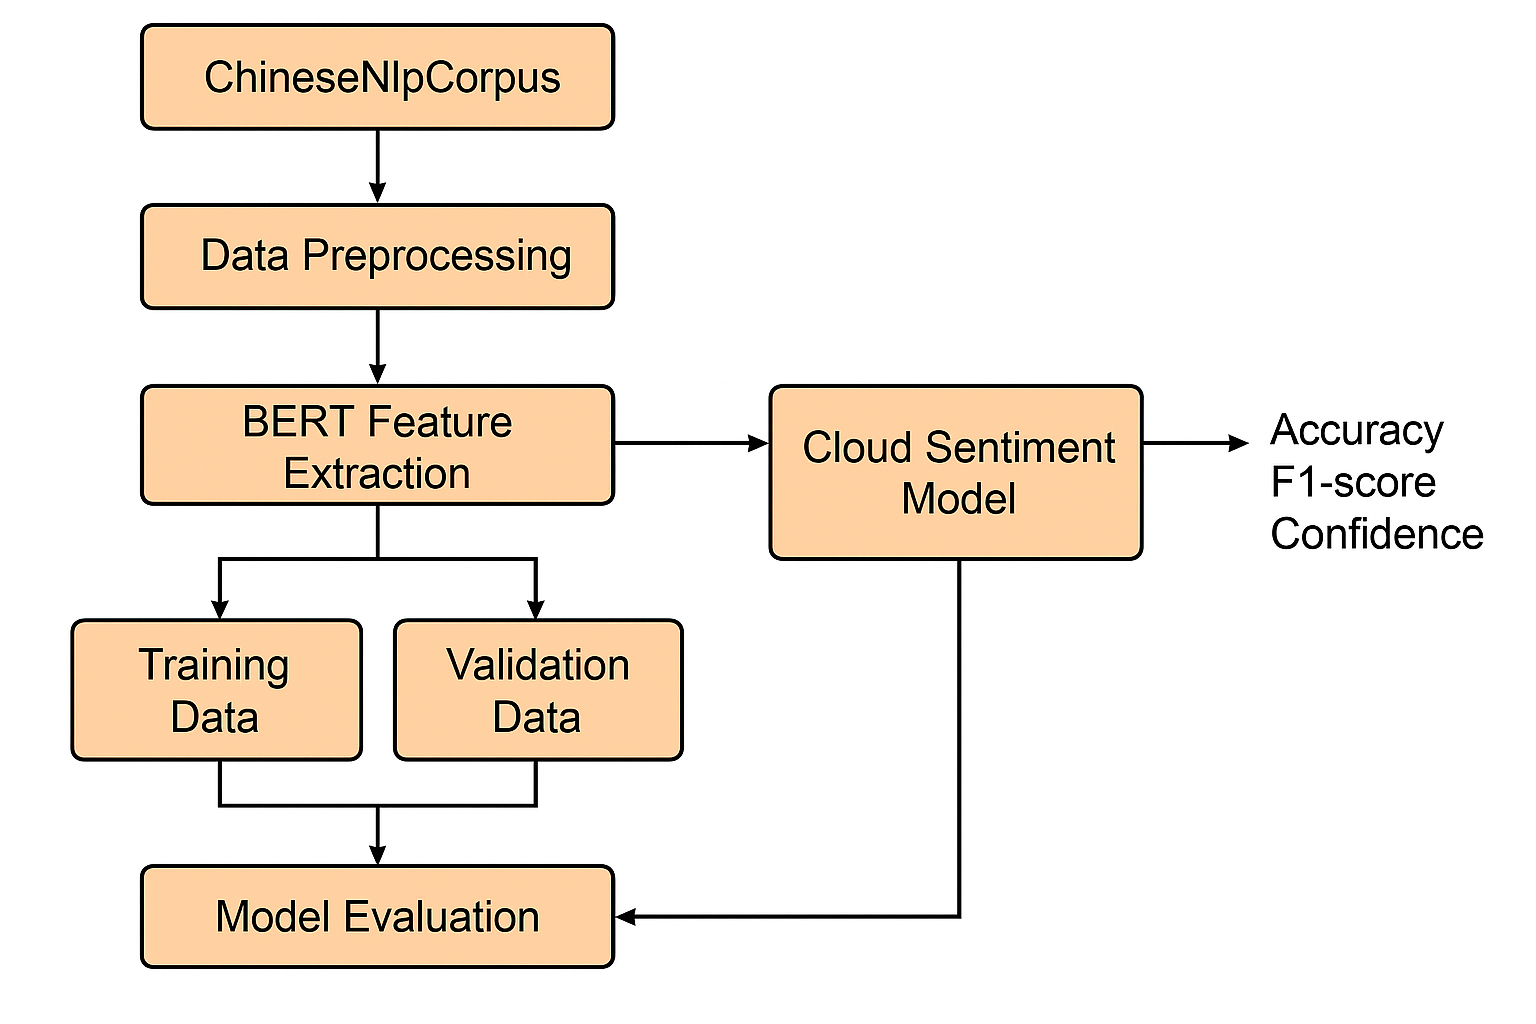 ChineseNlpCorpus
Data Preprocessing
BERT Feature
Extraction
Cloud Sentiment
Model
Accuracy
F1-score
Confidence
Training
Data
Validation
Data
Model Evaluation